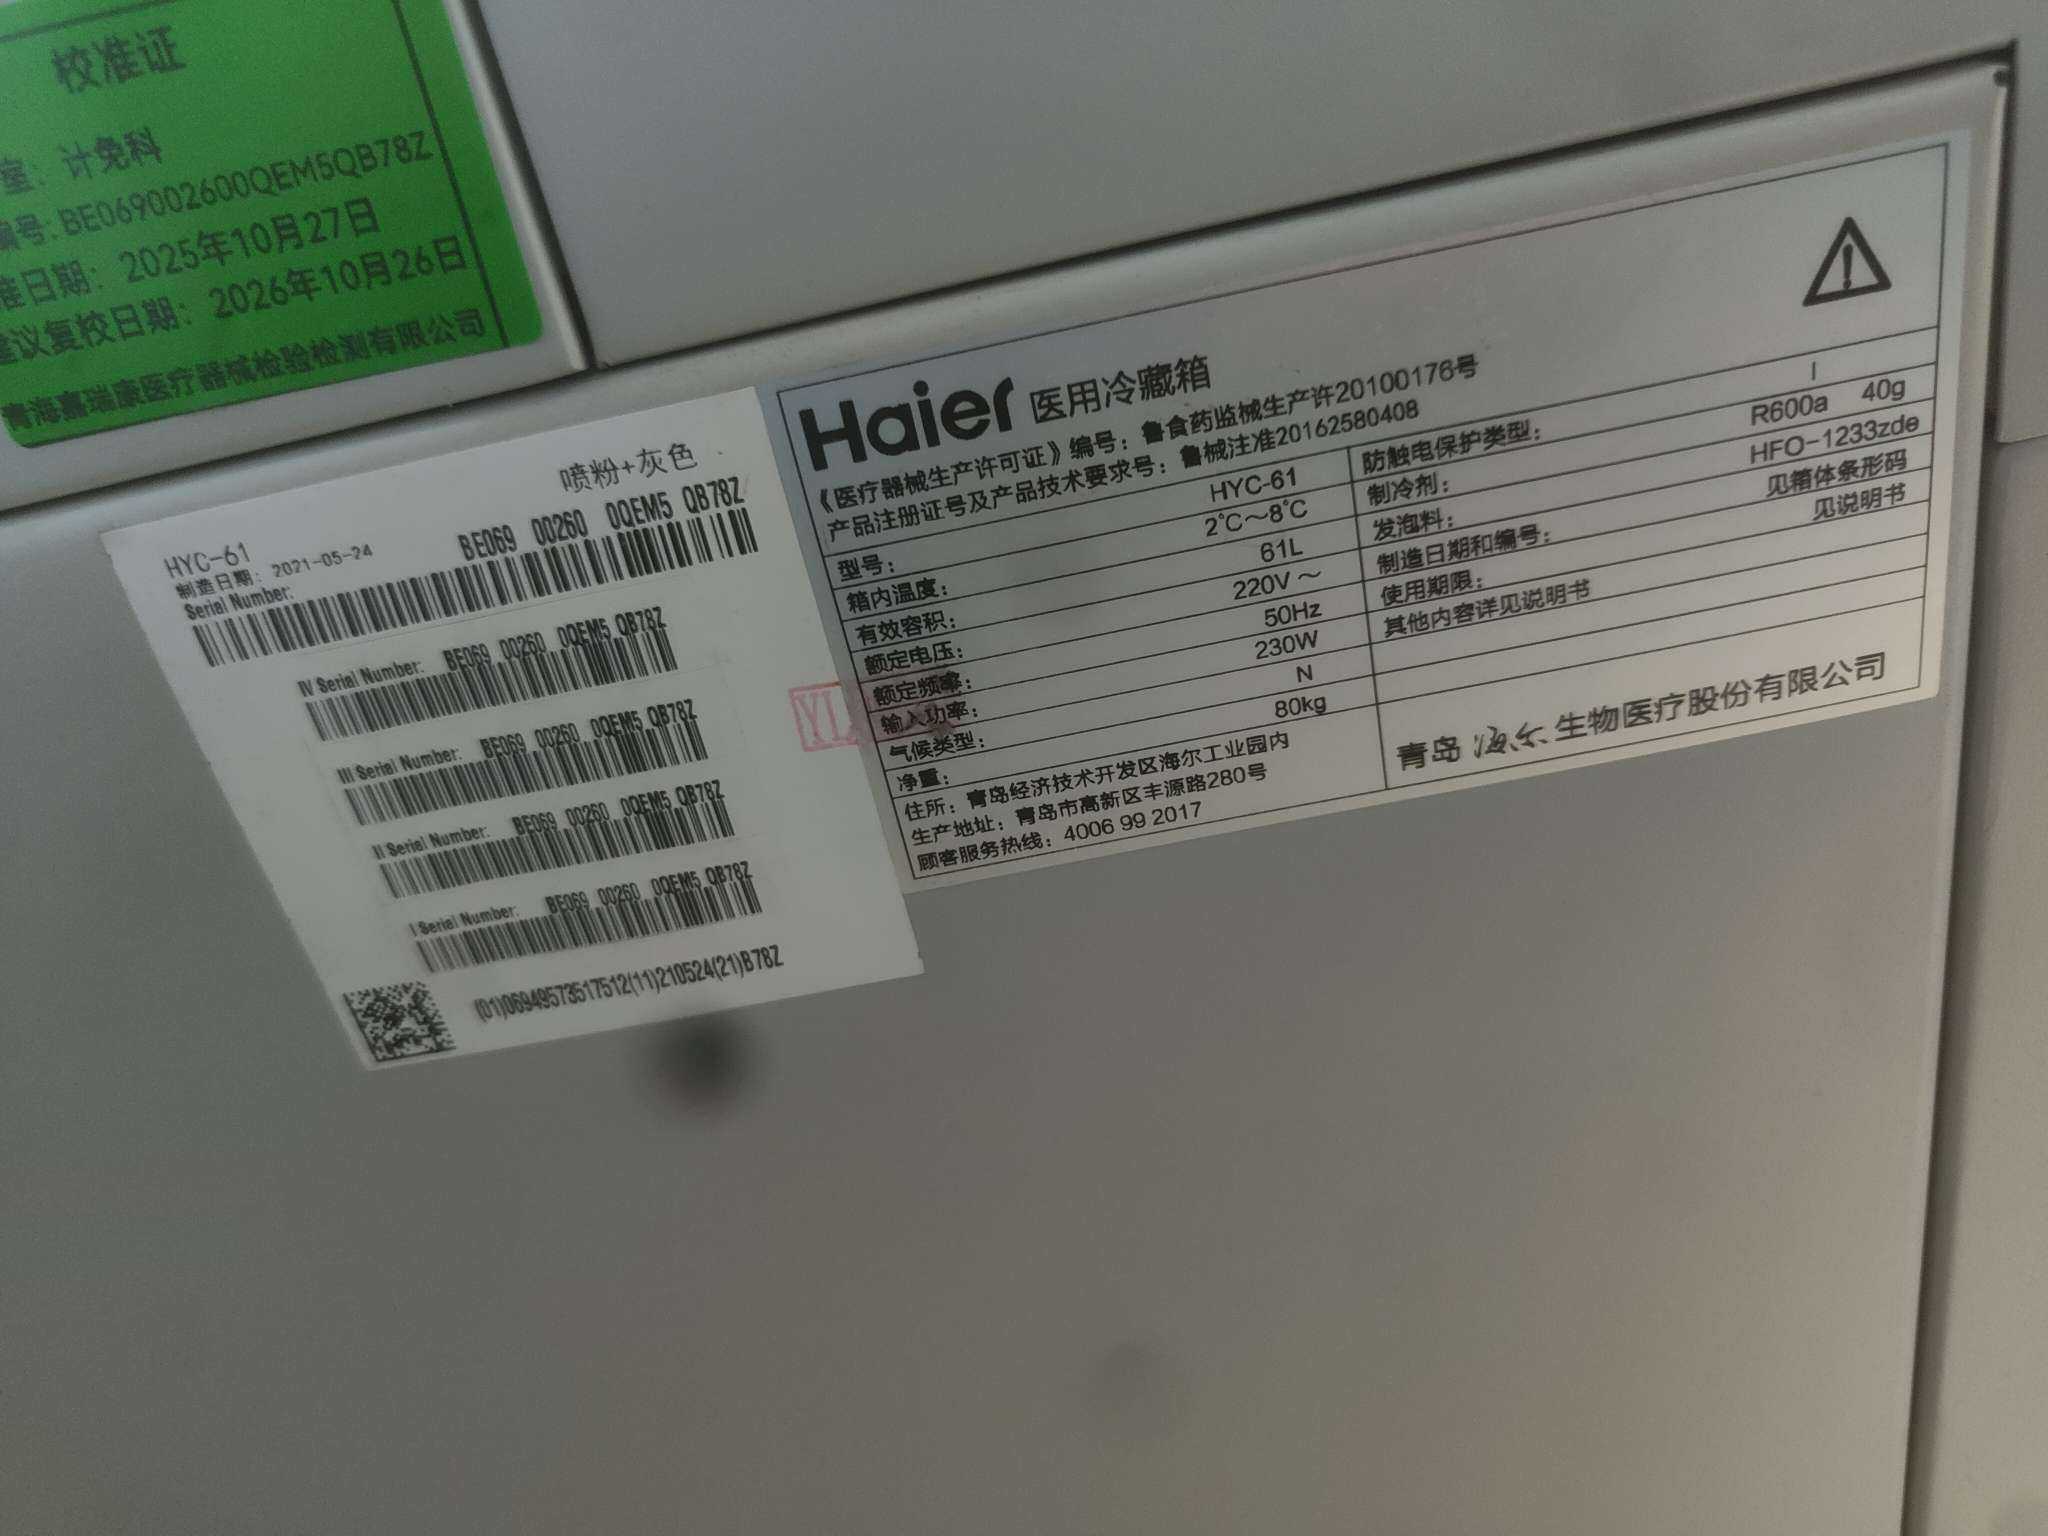 校准证
室：计免科
编号:BE069002600QEM5QB78Z
准日期：2025年10月27日
建议复校日期：2026年10月26日
青海嘉瑞康医疗器械检验检测有限公司
喷粉+灰色
HYC-61
制造日期：2021-05-24
Serial Number: BE069 00260 0QEM5 QB78Z
IV Serial Number: BE069 00260 0QEM5 QB78Z
III Serial Number: BE069 00260 0QEM5 QB78Z
II Serial Number: BE069 00260 0QEM5 QB78Z
I Serial Number: BE069 00260 0QEM5 QB78Z
(01)06949573517512(11)210524(21)B78Z
Haier 医用冷藏箱
《医疗器械生产许可证》编号：鲁食药监械生产许20100176号
产品注册证号及产品技术要求号：鲁械注准20162580408
型号： HYC-61
箱内温度： 2℃～8℃
有效容积： 61L
额定电压： 220V～
额定频率： 50Hz
输入功率： 230W
气候类型： N
净重： 80kg
住所：青岛经济技术开发区海尔工业园内
生产地址：青岛市高新区丰源路280号
顾客服务热线：4006 99 2017
防触电保护类型： I
制冷剂： R600a 40g
发泡料： HFO-1233zde
制造日期和编号： 见箱体条形码
使用期限： 见说明书
其他内容详见说明书
青岛海尔生物医疗股份有限公司